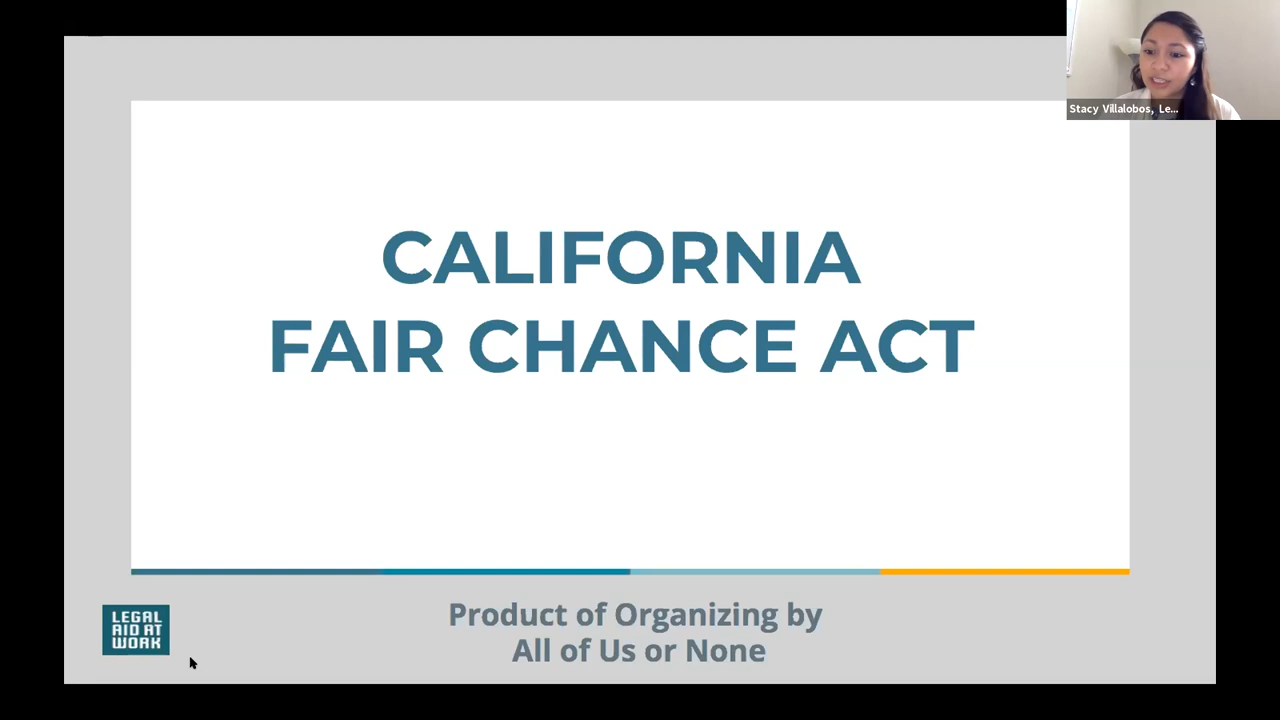 Stacy Villalobos, Le...
CALIFORNIA
FAIR CHANCE ACT
LEGAL
AID AT
WORK
Product of Organizing by
All of Us or None